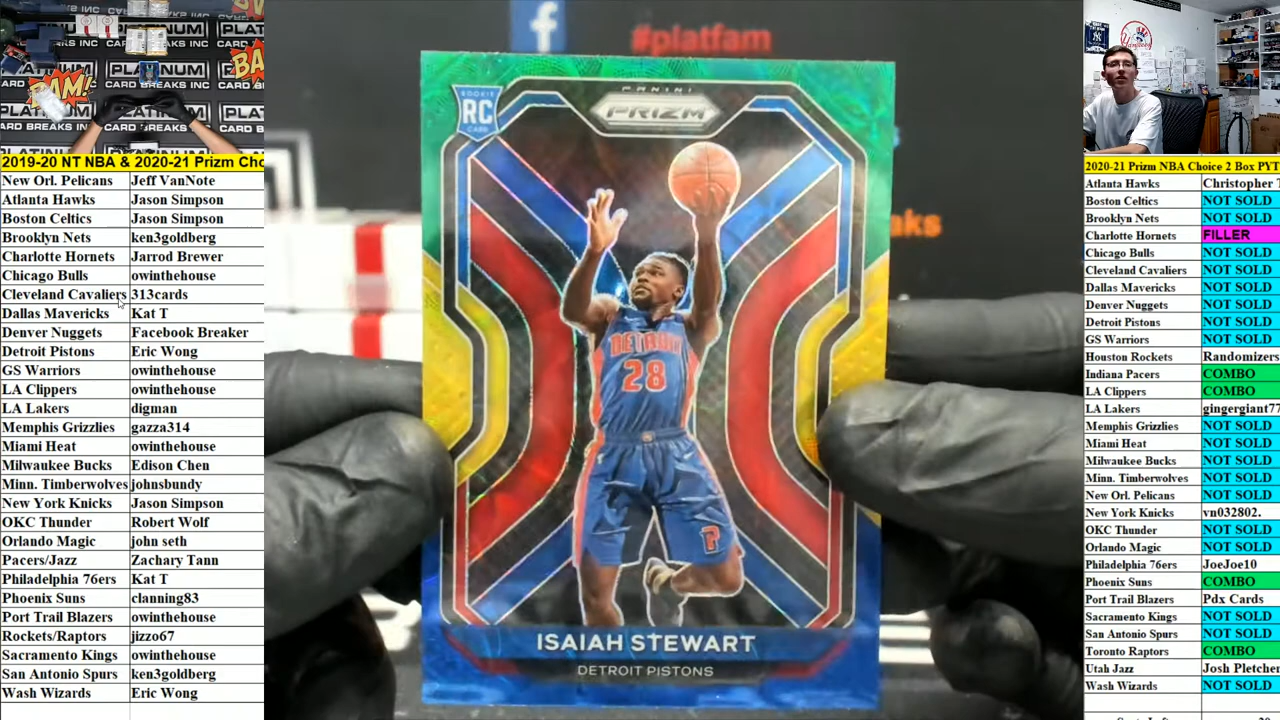 PLATINUM
CARD BREAKS INC
BAM!
#platfam
2019-20 NT NBA & 2020-21 Prizm Cho
New Orl. Pelicans Jeff VanNote
Atlanta Hawks Jason Simpson
Boston Celtics Jason Simpson
Brooklyn Nets ken3goldberg
Charlotte Hornets Jarrod Brewer
Chicago Bulls owinthehouse
Cleveland Cavaliers 313cards
Dallas Mavericks Kat T
Denver Nuggets Facebook Breaker
Detroit Pistons Eric Wong
GS Warriors owinthehouse
LA Clippers owinthehouse
LA Lakers digman
Memphis Grizzlies gazza314
Miami Heat owinthehouse
Milwaukee Bucks Edison Chen
Minn. Timberwolves johnsbundy
New York Knicks Jason Simpson
OKC Thunder Robert Wolf
Orlando Magic john seth
Pacers/Jazz Zachary Tann
Philadelphia 76ers Kat T
Phoenix Suns clanning83
Port Trail Blazers owinthehouse
Rockets/Raptors jizzo67
Sacramento Kings owinthehouse
San Antonio Spurs ken3goldberg
Wash Wizards Eric Wong
ROOKIE
RC
CARD
PANINI
PRIZM
DETROIT
28
P
ISAIAH STEWART
DETROIT PISTONS
aks
Yankees
2020-21 Prizm NBA Choice 2 Box PYT
Atlanta Hawks Christopher T
Boston Celtics NOT SOLD
Brooklyn Nets NOT SOLD
Charlotte Hornets FILLER
Chicago Bulls NOT SOLD
Cleveland Cavaliers NOT SOLD
Dallas Mavericks NOT SOLD
Denver Nuggets NOT SOLD
Detroit Pistons NOT SOLD
GS Warriors NOT SOLD
Houston Rockets Randomizers
Indiana Pacers COMBO
LA Clippers COMBO
LA Lakers gingergiant77
Memphis Grizzlies NOT SOLD
Miami Heat NOT SOLD
Milwaukee Bucks NOT SOLD
Minn. Timberwolves NOT SOLD
New Orl. Pelicans NOT SOLD
New York Knicks vn032802.
OKC Thunder NOT SOLD
Orlando Magic NOT SOLD
Philadelphia 76ers JoeJoe10
Phoenix Suns COMBO
Port Trail Blazers Pdx Cards
Sacramento Kings NOT SOLD
San Antonio Spurs NOT SOLD
Toronto Raptors COMBO
Utah Jazz Josh Pletcher
Wash Wizards NOT SOLD